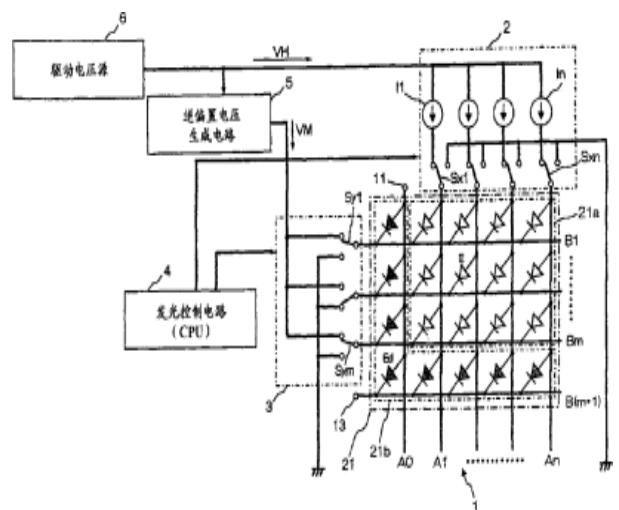 6
驱动电压源
VH
2
5
I1
In
逆偏置电压
生成电路
VM
Sxn
11
Sx1
Sy1
21a
4
B1
E
发光控制电路
(CPU)
Sym
Bm
Ed
3
13
B(m+1)
21
21b
A0
A1
An
1